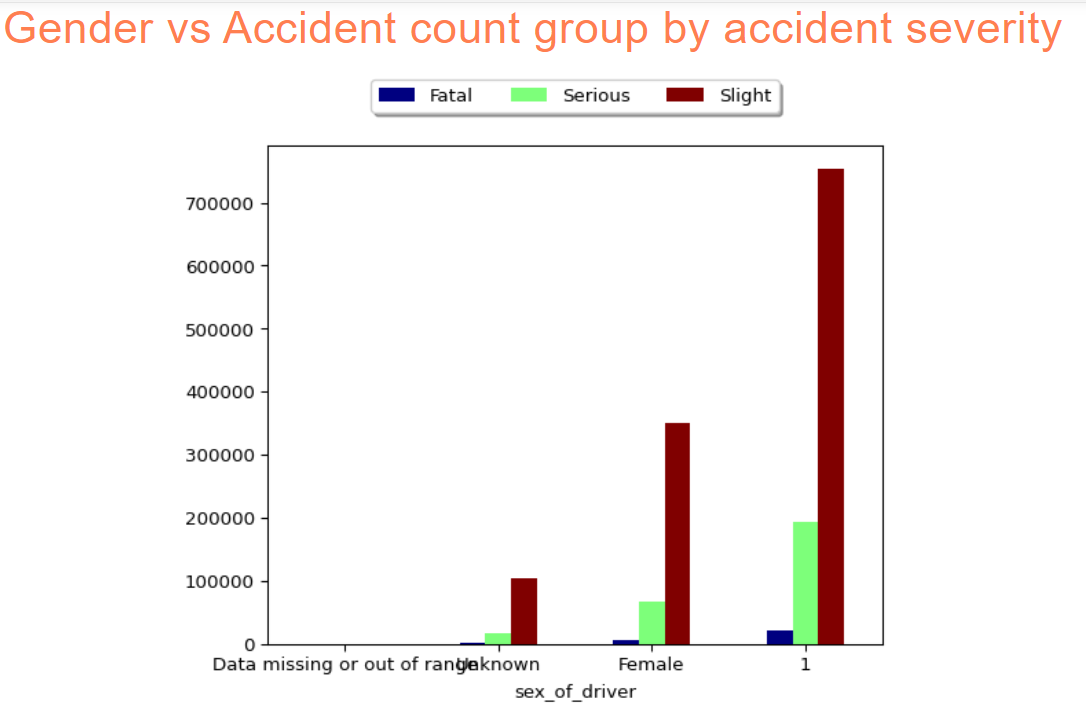 Gender vs Accident count group by accident severity
Fatal Serious Slight
700000
600000
500000
400000
300000
200000
100000
0
Data missing or out of range Unknown Female 1
sex_of_driver